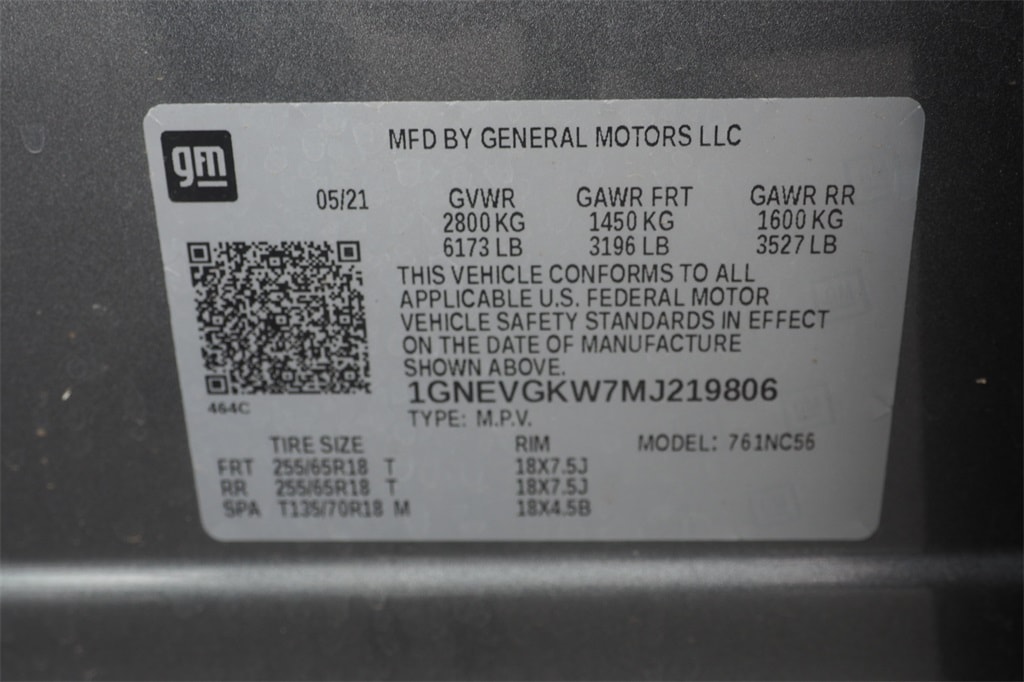 gm
MFD BY GENERAL MOTORS LLC
05/21 GVWR GAWR FRT GAWR RR
2800 KG 1450 KG 1600 KG
6173 LB 3196 LB 3527 LB
THIS VEHICLE CONFORMS TO ALL
APPLICABLE U.S. FEDERAL MOTOR
VEHICLE SAFETY STANDARDS IN EFFECT
ON THE DATE OF MANUFACTURE
SHOWN ABOVE.
1GNEVGKW7MJ219806
464C
TYPE: M.P.V.
TIRE SIZE RIM MODEL: 761NC56
FRT 255/65R18 T 18X7.5J
RR 255/65R18 T 18X7.5J
SPA T135/70R18 M 18X4.5B